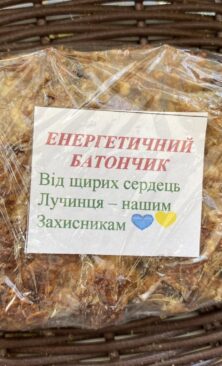 ЕНЕРГЕТИЧНИЙ
БАТОНЧИК
Від щирих сердець
Лучинця – нашим
Захисникам 💙💛